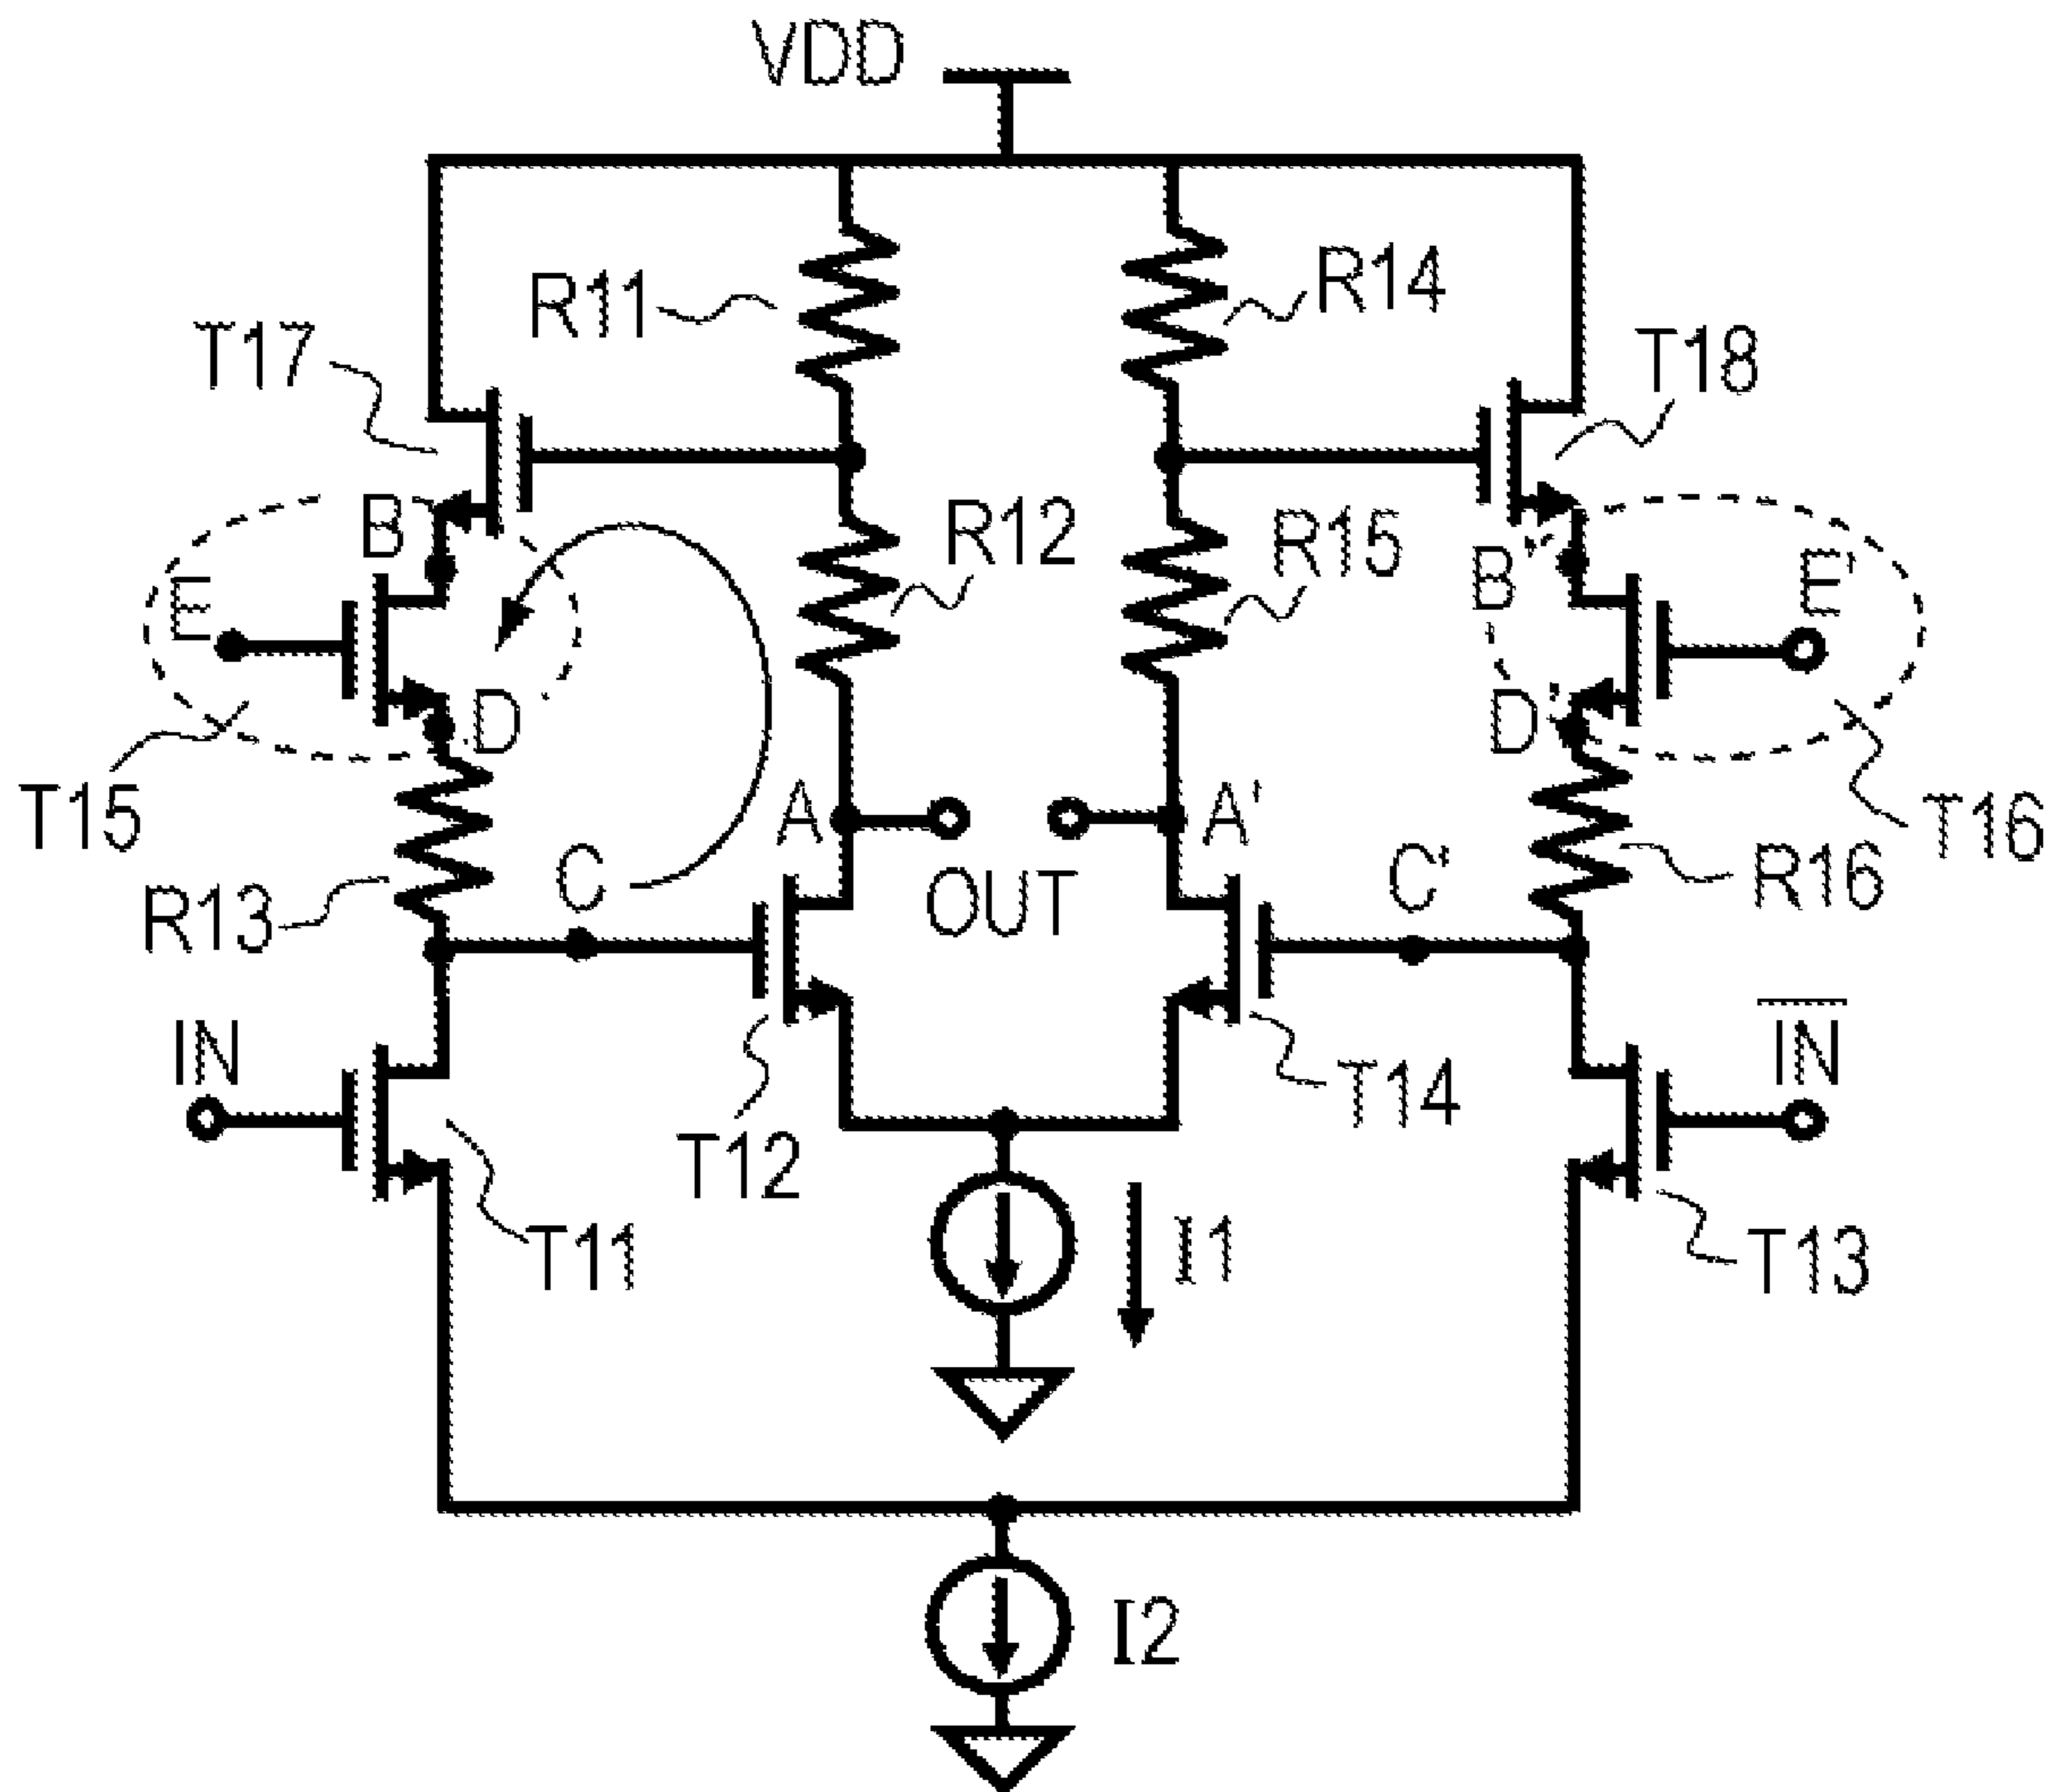 VDD
R11
R14
T17
T18
B
R12
R15
B'
E
E'
D
D'
T15
A
A'
T16
C
C'
R13
OUT
R16
IN
IN
T12
T14
T11
I1
T13
I2